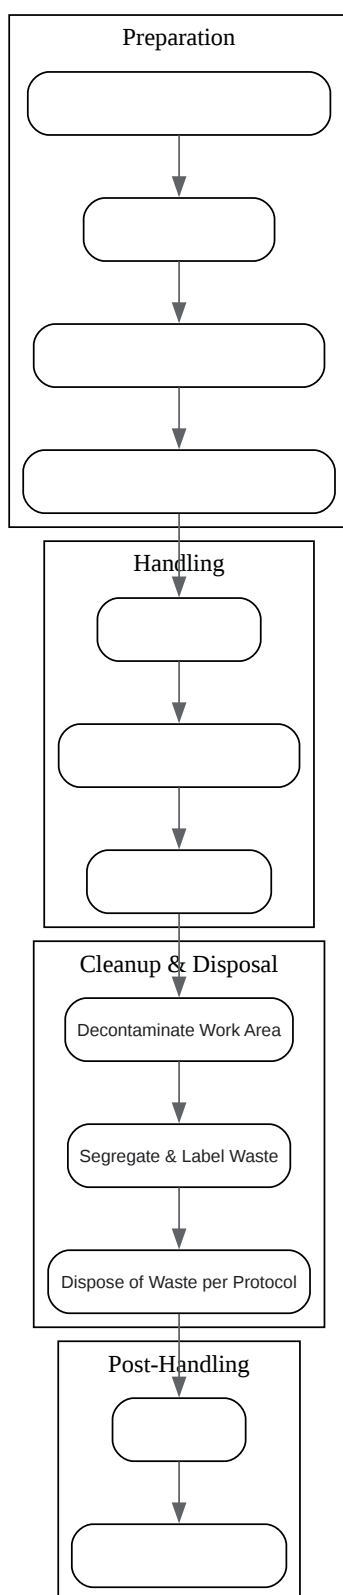 Preparation
Handling
Cleanup & Disposal
Decontaminate Work Area
Segregate & Label Waste
Dispose of Waste per Protocol
Post-Handling